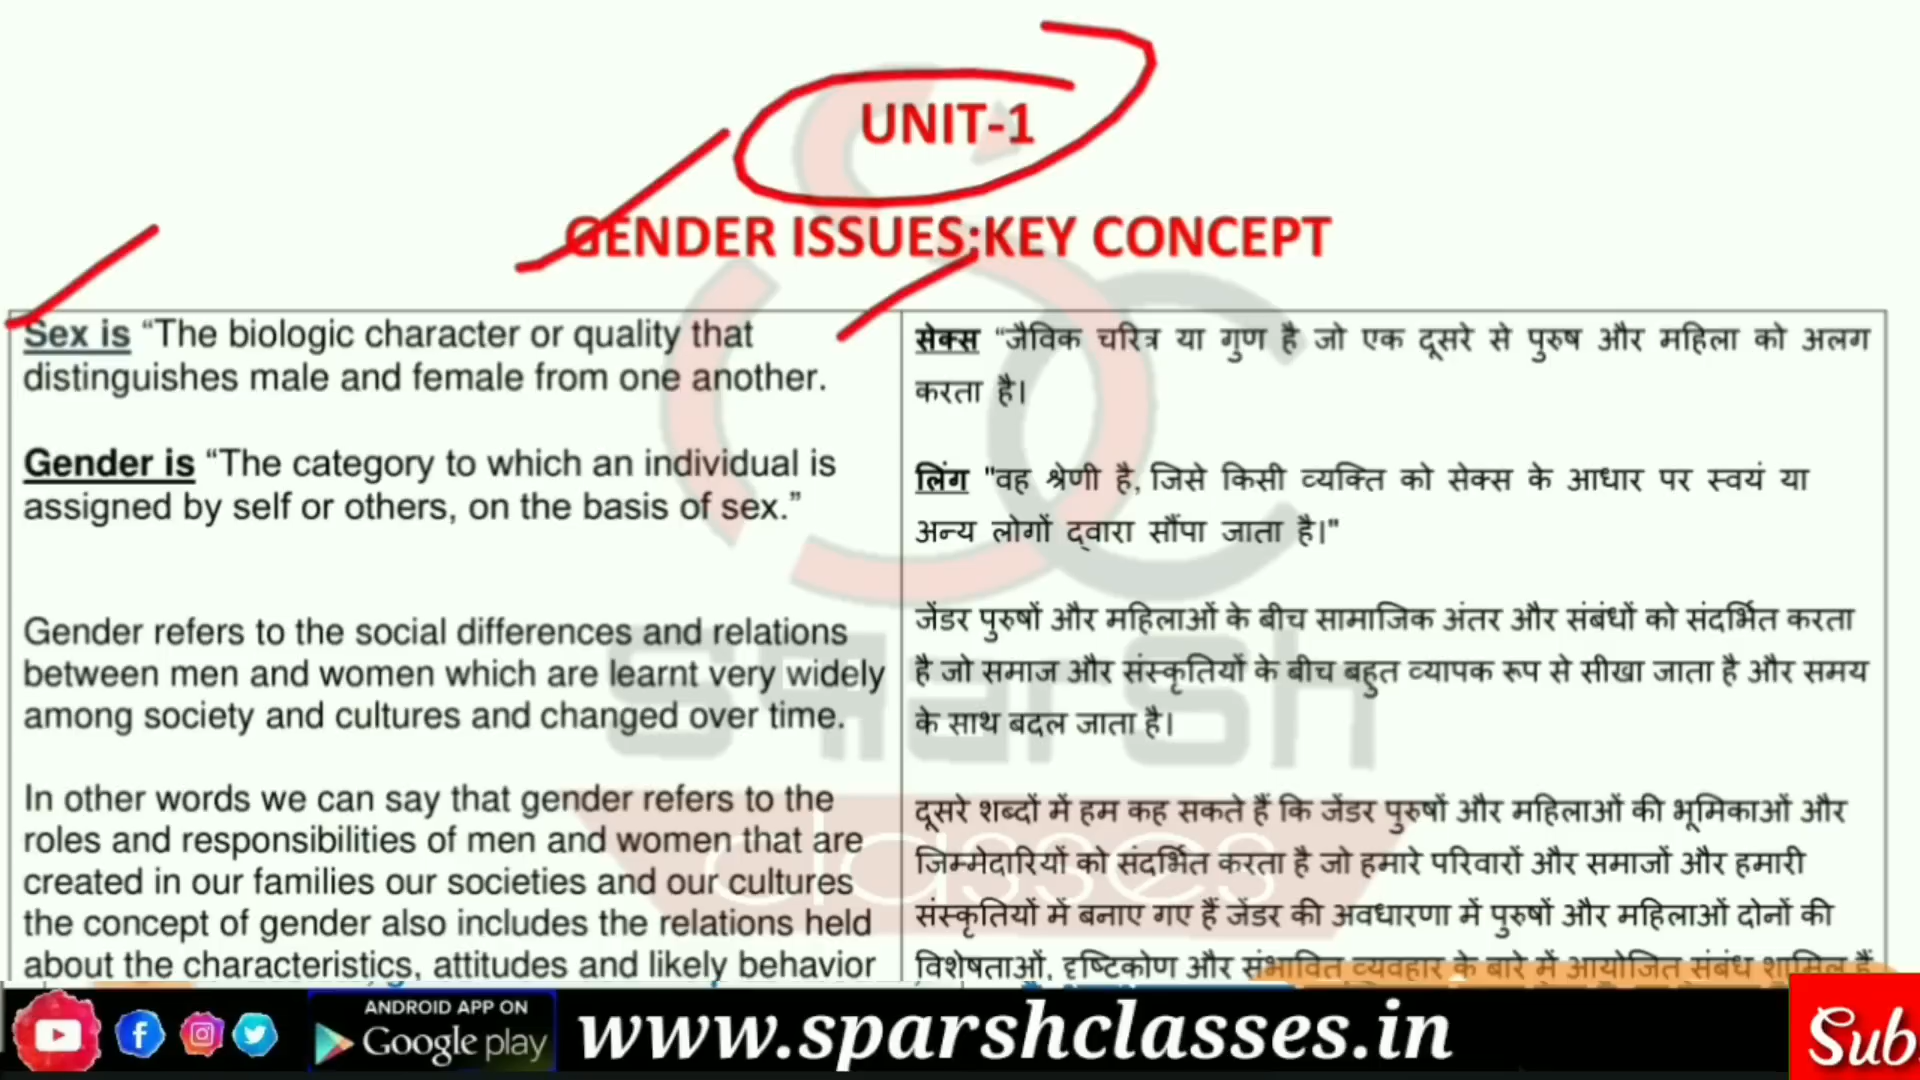 UNIT-1
GENDER ISSUES:KEY CONCEPT
Sex is “The biologic character or quality that
distinguishes male and female from one another.
Gender is “The category to which an individual is
assigned by self or others, on the basis of sex.”
Gender refers to the social differences and relations
between men and women which are learnt very widely
among society and cultures and changed over time.
In other words we can say that gender refers to the
roles and responsibilities of men and women that are
created in our families our societies and our cultures
the concept of gender also includes the relations held
about the characteristics, attitudes and likely behavior
सेक्स “जैविक चरित्र या गुण है जो एक दूसरे से पुरुष और महिला को अलग
करता है।
लिंग "वह श्रेणी है, जिसे किसी व्यक्ति को सेक्स के आधार पर स्वयं या
अन्य लोगों द्वारा सौंपा जाता है।"
जेंडर पुरुषों और महिलाओं के बीच सामाजिक अंतर और संबंधों को संदर्भित करता
है जो समाज और संस्कृतियों के बीच बहुत व्यापक रूप से सीखा जाता है और समय
के साथ बदल जाता है।
दूसरे शब्दों में हम कह सकते हैं कि जेंडर पुरुषों और महिलाओं की भूमिकाओं और
जिम्मेदारियों को संदर्भित करता है जो हमारे परिवारों और समाजों और हमारी
संस्कृतियों में बनाए गए हैं जेंडर की अवधारणा में पुरुषों और महिलाओं दोनों की
विशेषताओं, दृष्टिकोण और संभावित व्यवहार के बारे में आयोजित संबंध शामिल हैं
Sparsh
classes
ANDROID APP ON
Google play
www.sparshclasses.in
Sub